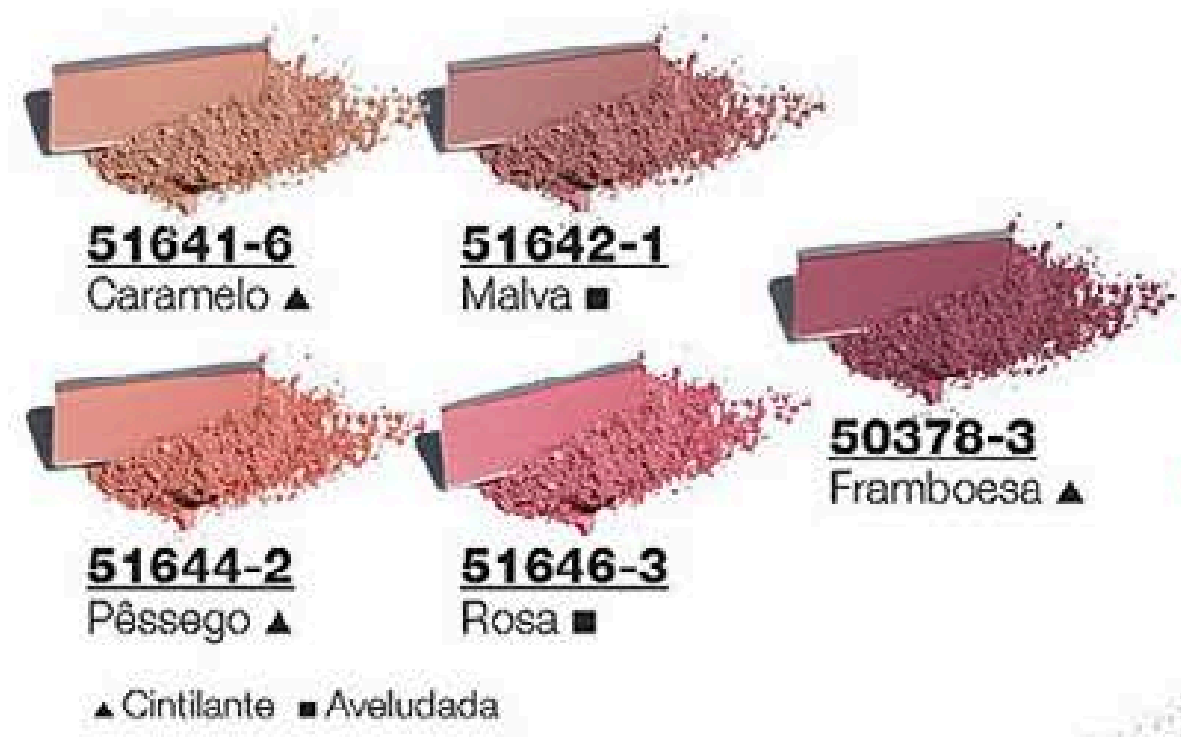 51641-6
Caramelo ▲
51642-1
Malva ■
50378-3
Framboesa ▲
51644-2
Pêssego ▲
51646-3
Rosa ■
▲ Cintilante ■ Aveludada